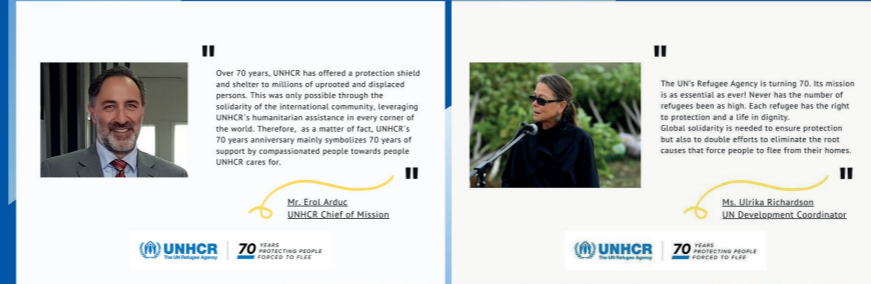 "
Over 70 years, UNHCR has offered a protection shield
and shelter to millions of uprooted and displaced
persons. This was only possible through the
solidarity of the international community, leveraging
UNHCR`s humanitarian assistance in every corner of
the world. Therefore, as a matter of fact, UNHCR`s
70 years anniversary mainly symbolizes 70 years of
support by compassionated people towards people
UNHCR cares for.
"
Mr. Erol Arduc
UNHCR Chief of Mission
UNHCR
The UN Refugee Agency
70 YEARS
PROTECTING PEOPLE
FORCED TO FLEE
"
The UN's Refugee Agency is turning 70. Its mission
is as essential as ever! Never has the number of
refugees been as high. Each refugee has the right
to protection and a life in dignity.
Global solidarity is needed to ensure protection
but also to double efforts to eliminate the root
causes that force people to flee from their homes.
"
Ms. Ulrika Richardson
UN Development Coordinator
UNHCR
The UN Refugee Agency
70 YEARS
PROTECTING PEOPLE
FORCED TO FLEE